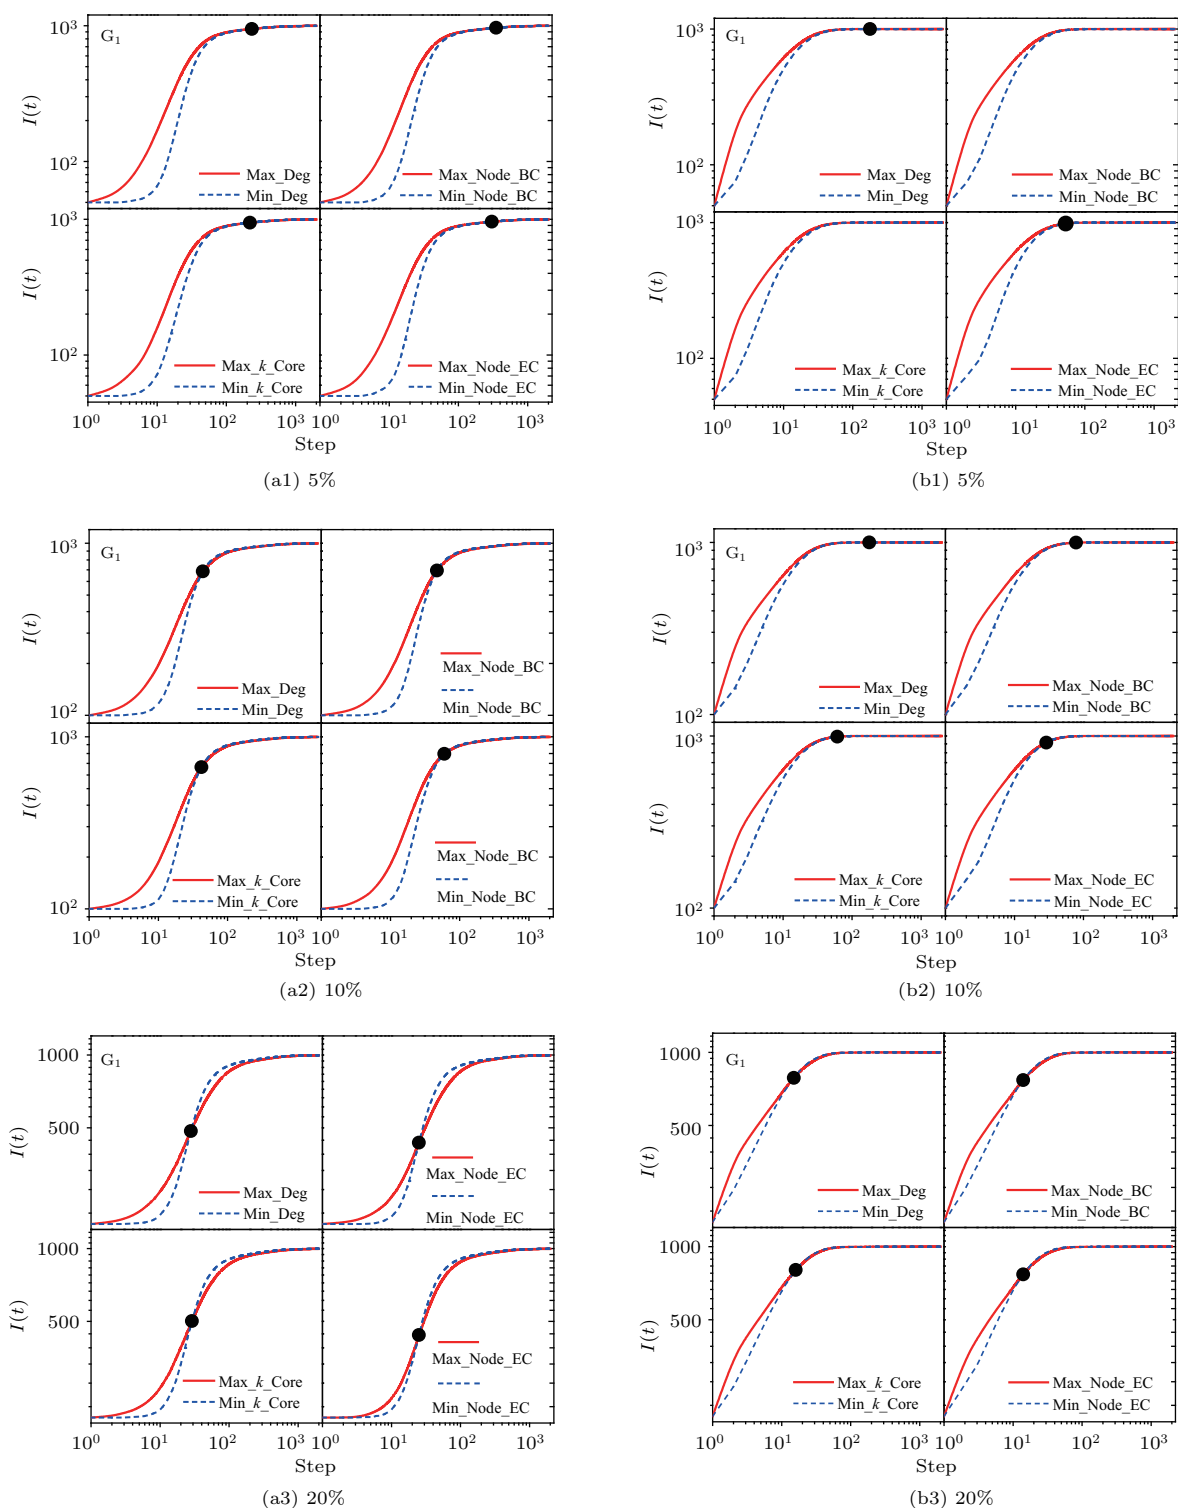 G₁
10³
10²
I(t)
Max_Deg
Min_Deg
Max_Node_BC
Min_Node_BC
10³
10²
I(t)
Max_k_Core
Min_k_Core
Max_Node_EC
Min_Node_EC
10⁰ 10¹ 10² 10³ 10¹ 10² 10³
Step
(a1) 5%
G₁
10³
10²
I(t)
Max_Deg
Min_Deg
Max_Node_BC
Min_Node_BC
10³
10²
I(t)
Max_k_Core
Min_k_Core
Max_Node_EC
Min_Node_EC
10⁰ 10¹ 10² 10³ 10¹ 10² 10³
Step
(b1) 5%
G₁
10³
10²
I(t)
Max_Deg
Min_Deg
Max_Node_BC
Min_Node_BC
10³
10²
I(t)
Max_k_Core
Min_k_Core
Max_Node_BC
Min_Node_BC
10⁰ 10¹ 10² 10³ 10¹ 10² 10³
Step
(a2) 10%
G₁
10³
10²
I(t)
Max_Deg
Min_Deg
Max_Node_BC
Min_Node_BC
10³
10²
I(t)
Max_k_Core
Min_k_Core
Max_Node_EC
Min_Node_EC
10⁰ 10¹ 10² 10¹ 10⁰ 10¹ 10² 10³
Step
(b2) 10%
G₁
1000
500
I(t)
Max_Deg
Min_Deg
Max_Node_EC
Min_Node_EC
1000
500
I(t)
Max_k_Core
Min_k_Core
Max_Node_EC
Min_Node_EC
10⁰ 10¹ 10² 10³ 10¹ 10² 10³
Step
(a3) 20%
G₁
1000
500
I(t)
Max_Deg
Min_Deg
Max_Node_BC
Min_Node_BC
1000
500
I(t)
Max_k_Core
Min_k_Core
Max_Node_EC
Min_Node_EC
10⁰ 10¹ 10² 10³ 10¹ 10² 10³
Step
(b3) 20%